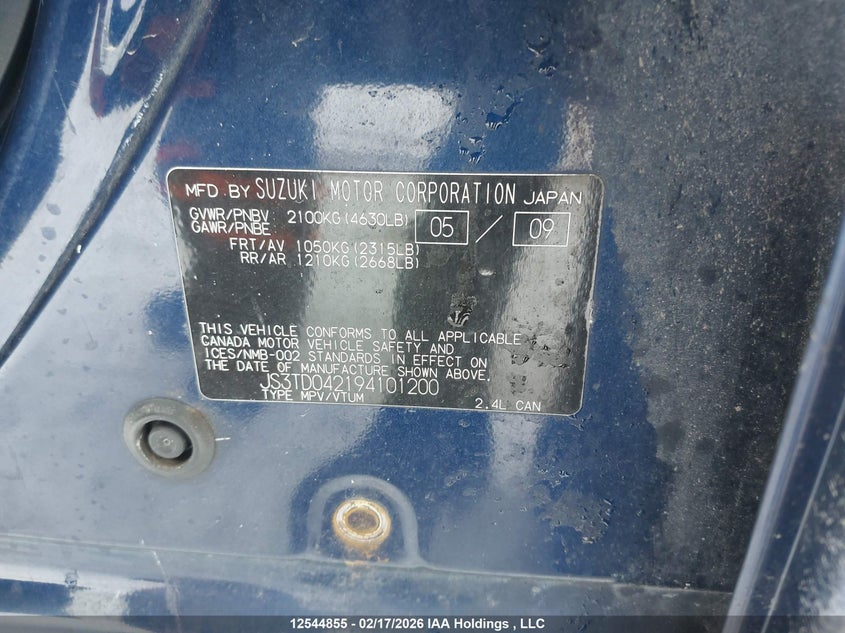 MFD.BY SUZUKI MOTOR CORPORATION JAPAN
GVWR/PNBV 2100KG(4630LB) 05 / 09
GAWR/PNBE
FRT/AV 1050KG(2315LB)
RR/AR 1210KG(2668LB)
THIS VEHICLE CONFORMS TO ALL APPLICABLE
CANADA MOTOR VEHICLE SAFETY AND
ICES/NMB-002 STANDARDS IN EFFECT ON
THE DATE OF MANUFACTURE SHOWN ABOVE.
JS3TD042194101200
TYPE MPV/VTUM 2.4L CAN
12544855 - 02/17/2026 IAA Holdings , LLC